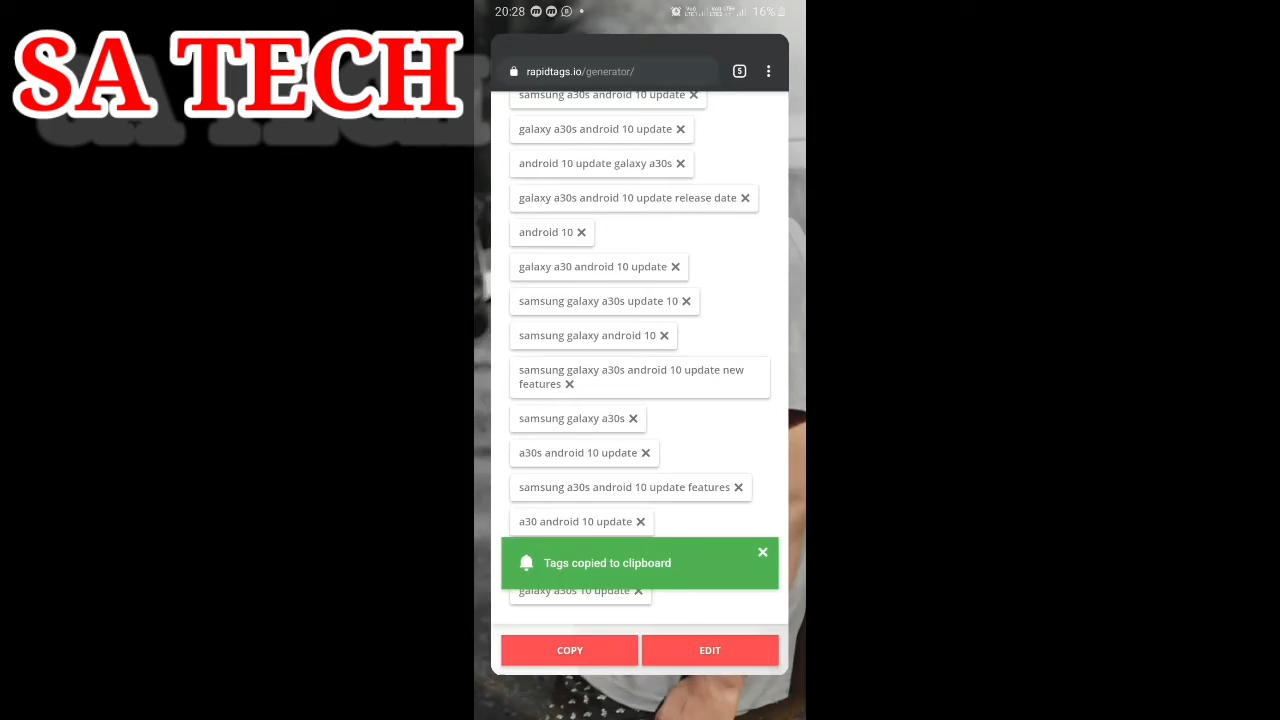 SA TECH
20:28
16%
rapidtags.io/generator/
5
samsung a30s android 10 update
galaxy a30s android 10 update
android 10 update galaxy a30s
galaxy a30s android 10 update release date
android 10
galaxy a30 android 10 update
samsung galaxy a30s update 10
samsung galaxy android 10
samsung galaxy a30s android 10 update new
features
samsung galaxy a30s
a30s android 10 update
samsung a30s android 10 update features
a30 android 10 update
Tags copied to clipboard
galaxy a30s 10 update
COPY
EDIT